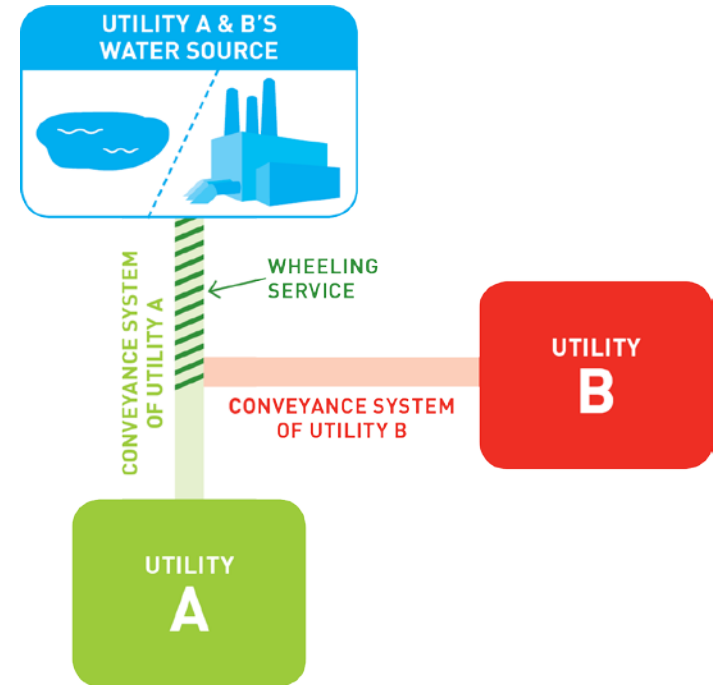 UTILITY A & B'S
WATER SOURCE
WHEELING
SERVICE
CONVEYANCE SYSTEM
OF UTILITY A
UTILITY
B
CONVEYANCE SYSTEM
OF UTILITY B
UTILITY
A